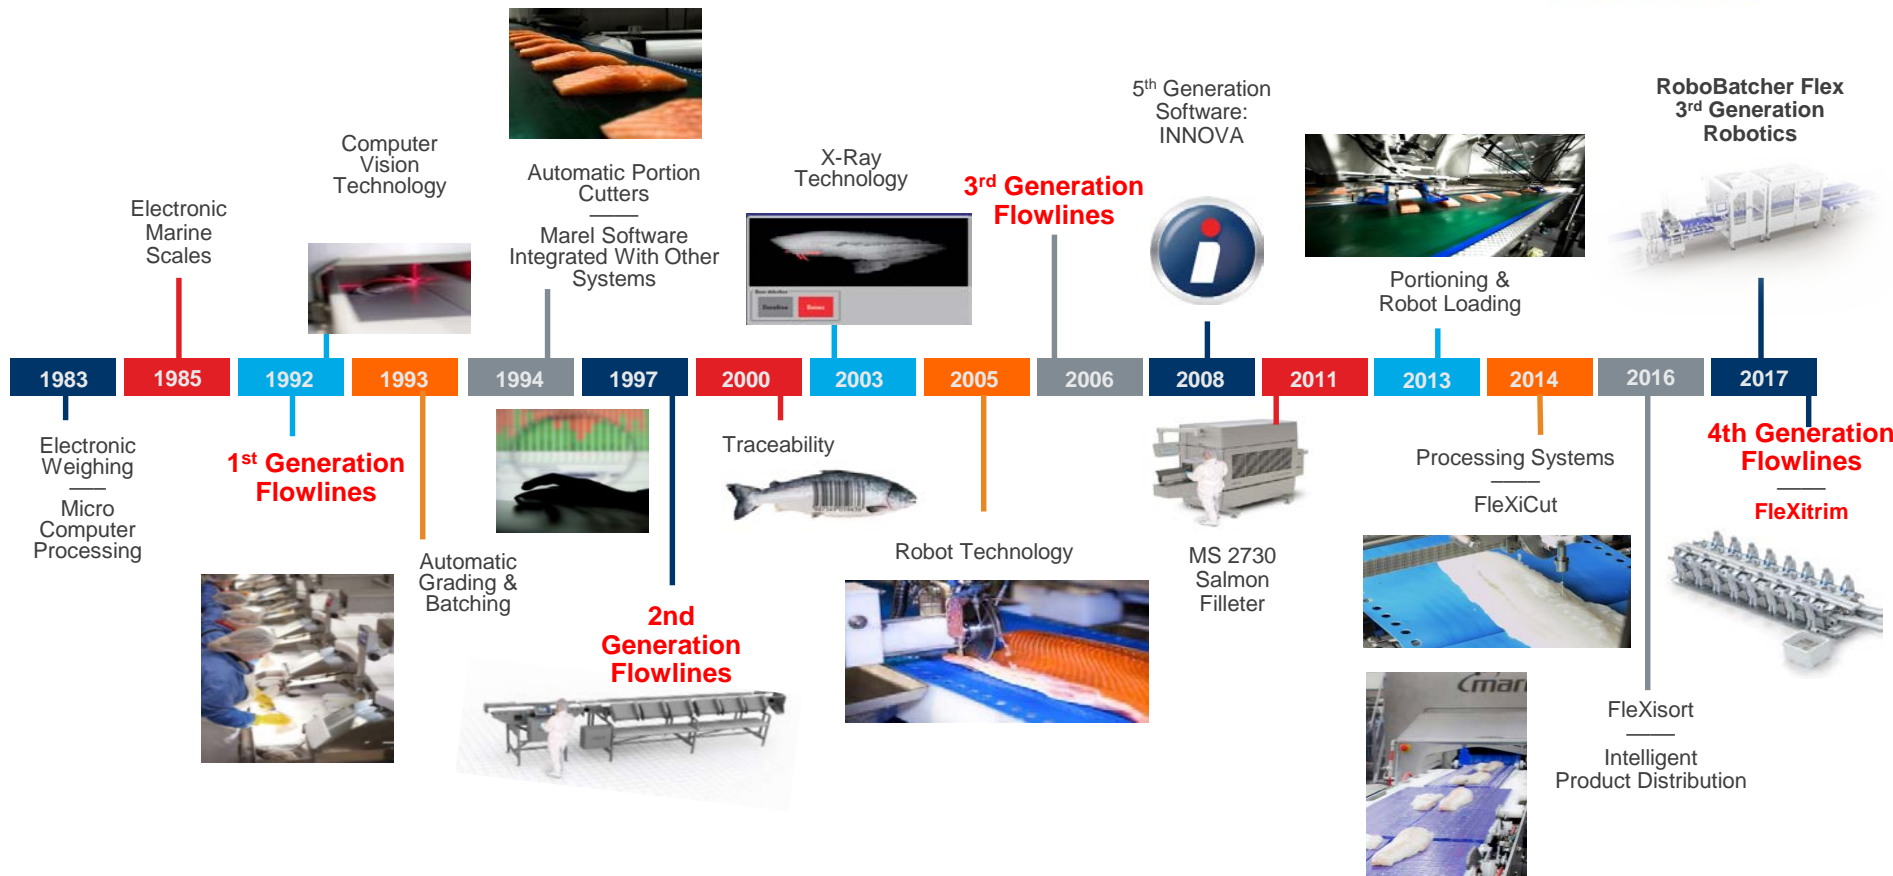 Electronic
Marine
Scales
Computer
Vision
Technology
Automatic Portion
Cutters
Marel Software
Integrated With Other
Systems
X-Ray
Technology
3rd Generation
Flowlines
5th Generation
Software:
INNOVA
i
Portioning &
Robot Loading
RoboBatcher Flex
3rd Generation
Robotics
1983
1985
1992
1993
1994
1997
2000
2003
2005
2006
2008
2011
2013
2014
2016
2017
Electronic
Weighing
Micro
Computer
Processing
1st Generation
Flowlines
Automatic
Grading &
Batching
2nd
Generation
Flowlines
Traceability
Robot Technology
MS 2730
Salmon
Filleter
Processing Systems
FleXiCut
mar
FleXisort
Intelligent
Product Distribution
4th Generation
Flowlines
FleXitrim